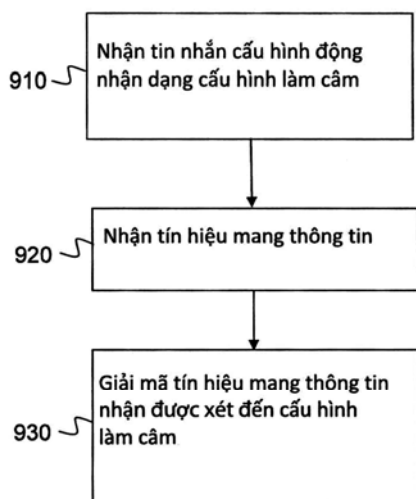 910
Nhận tin nhắn cấu hình động
nhận dạng cấu hình làm câm
920
Nhận tín hiệu mang thông tin
930
Giải mã tín hiệu mang thông tin
nhận được xét đến cấu hình
làm câm